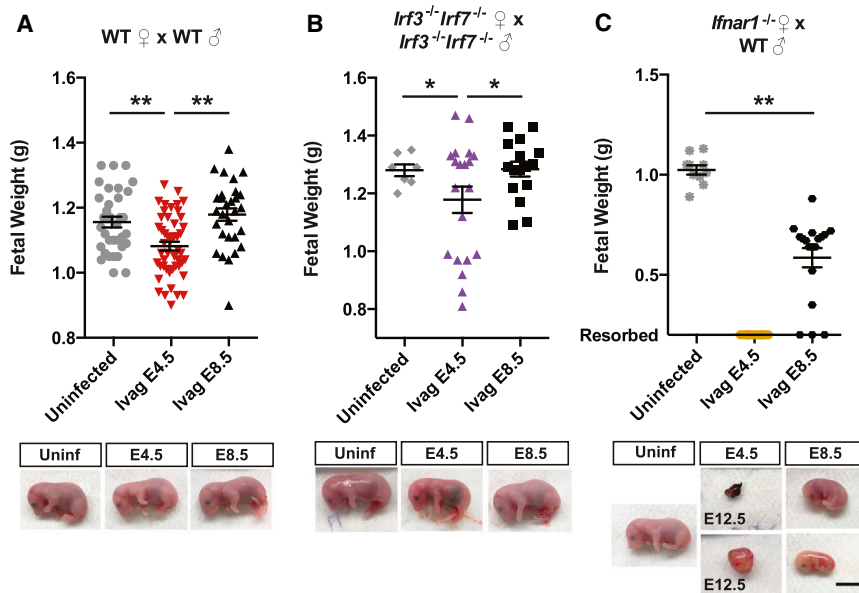 A
WT ♀ x WT ♂
Fetal Weight (g)
1.6
1.4
1.2
1.0
0.8
**
**
Uninfected
Ivag E4.5
Ivag E8.5
Uninf
E4.5
E8.5
B
Irf3-/-Irf7-/- ♀ x
Irf3-/-Irf7-/- ♂
Fetal Weight (g)
1.6
1.4
1.2
1.0
0.8
*
*
Uninfected
Ivag E4.5
Ivag E8.5
Uninf
E4.5
E8.5
C
Ifnar1-/- ♀ x
WT ♂
Fetal Weight (g)
1.5
1.0
0.5
Resorbed
**
Uninfected
Ivag E4.5
Ivag E8.5
Uninf
E4.5
E8.5
E12.5
E12.5